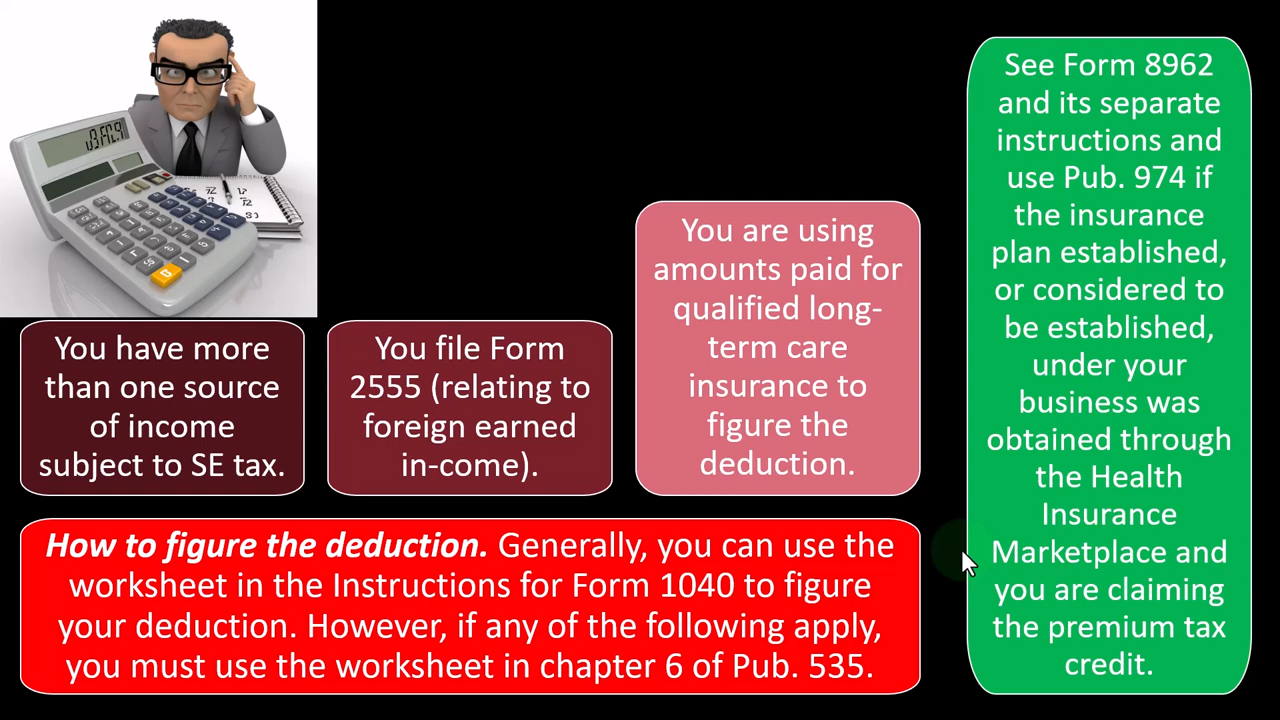 You have more
than one source
of income
subject to SE tax.
You file Form
2555 (relating to
foreign earned
in-come).
You are using
amounts paid for
qualified long-
term care
insurance to
figure the
deduction.
How to figure the deduction. Generally, you can use the
worksheet in the Instructions for Form 1040 to figure
your deduction. However, if any of the following apply,
you must use the worksheet in chapter 6 of Pub. 535.
See Form 8962
and its separate
instructions and
use Pub. 974 if
the insurance
plan established,
or considered to
be established,
under your
business was
obtained through
the Health
Insurance
Marketplace and
you are claiming
the premium tax
credit.